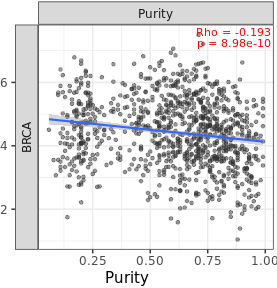 Purity
Rho = -0.193
p = 8.98e-10
BRCA
6
4
2
0.25
0.50
0.75
1.00
Purity